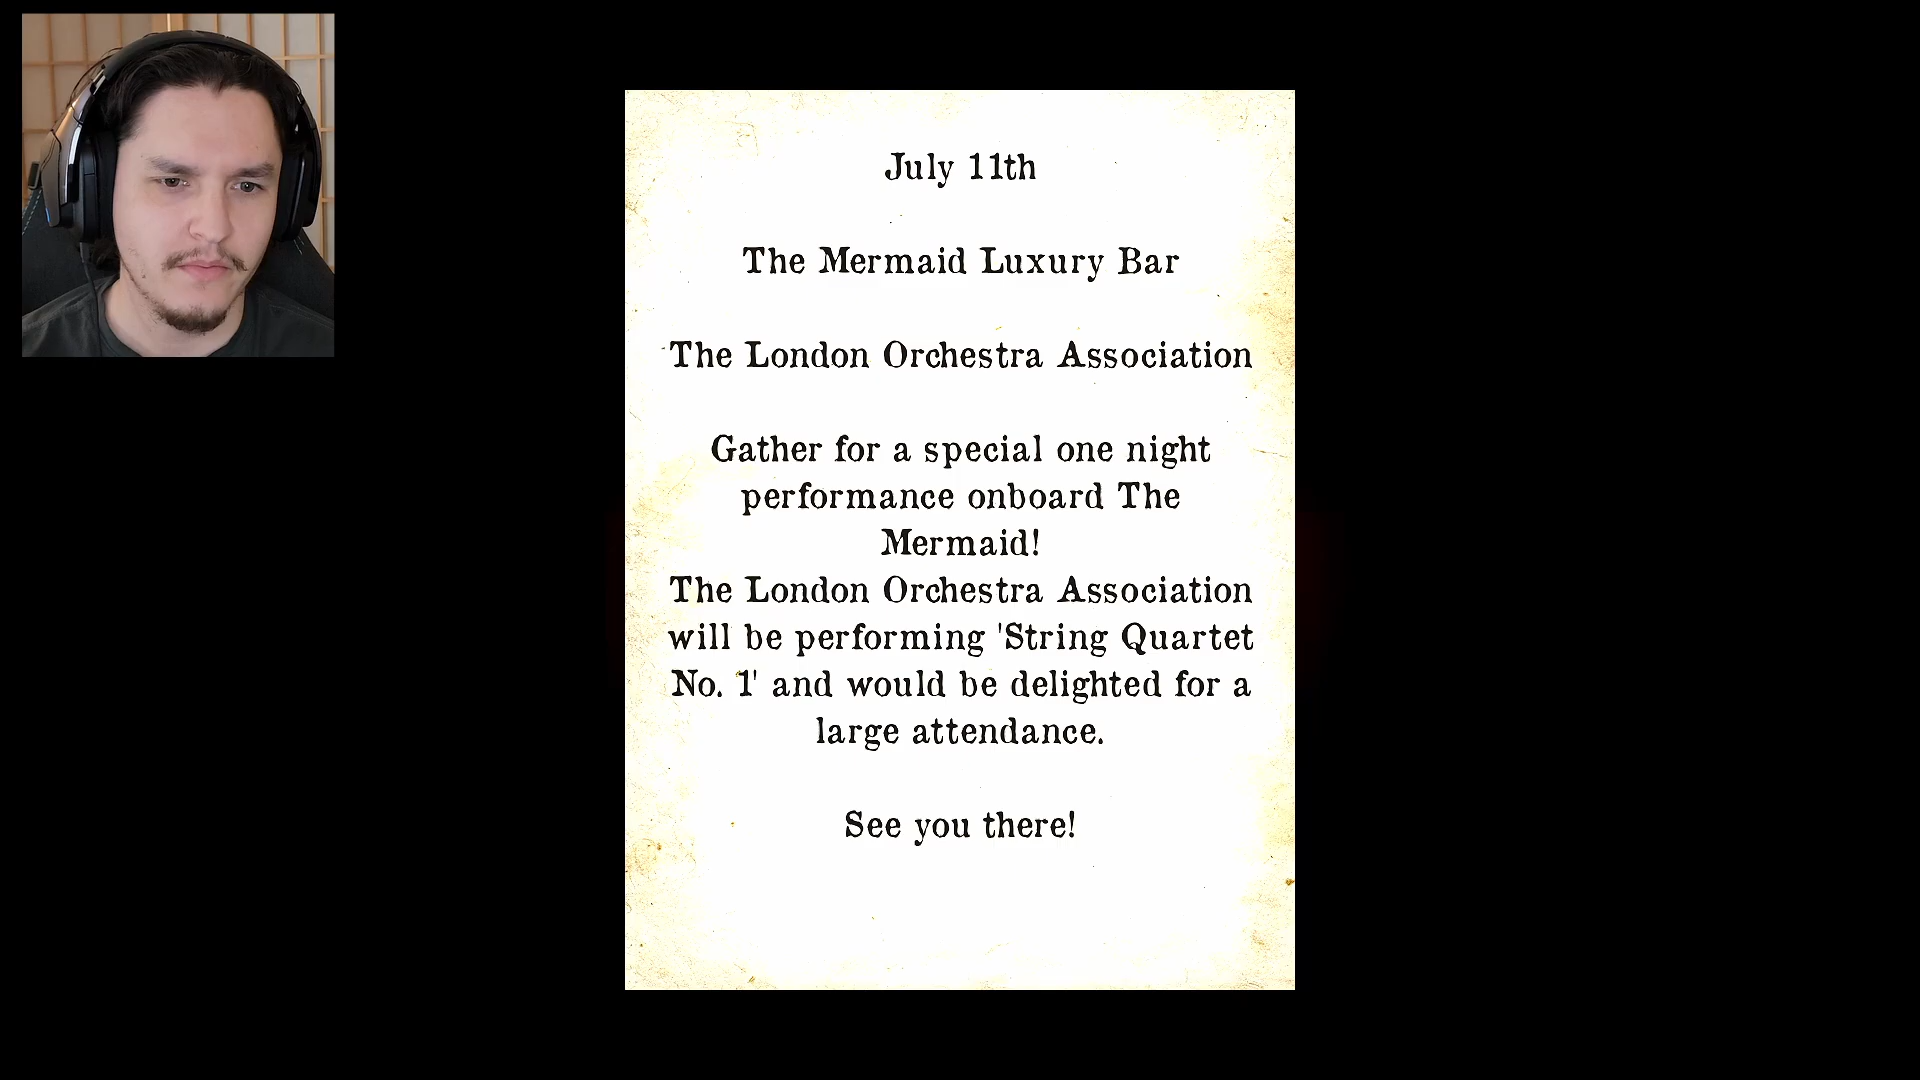 July 11th
The Mermaid Luxury Bar
The London Orchestra Association
Gather for a special one night
performance onboard The
Mermaid!
The London Orchestra Association
will be performing 'String Quartet
No. 1' and would be delighted for a
large attendance.
See you there!